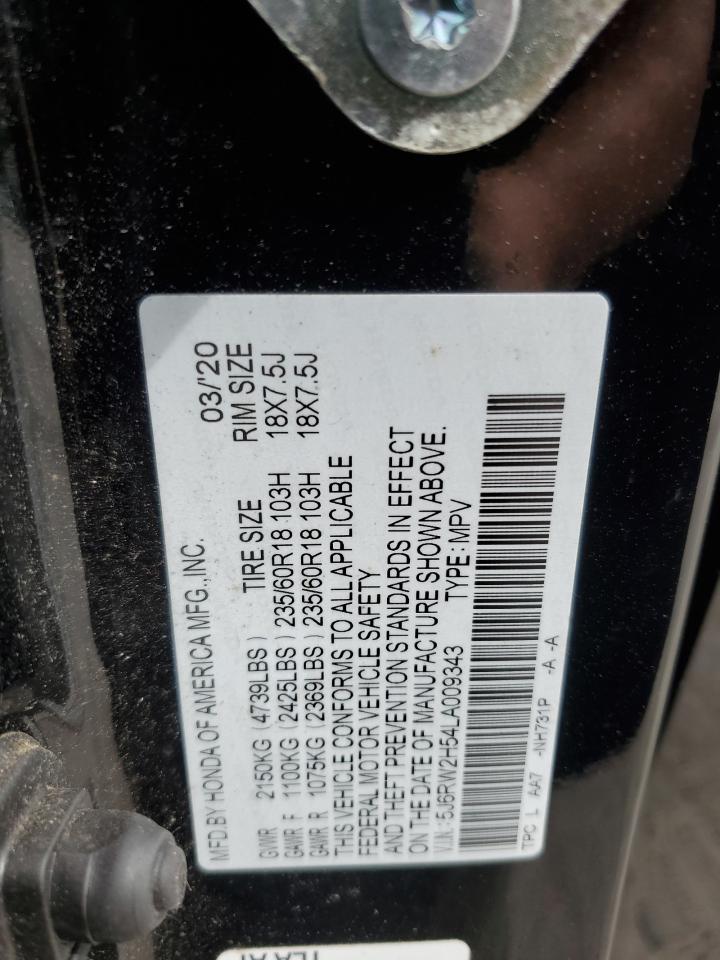 MFD.BY HONDA OF AMERICA MFG.,INC. 03/'20
TIRE SIZE RIM SIZE
GVWR 2150KG (4739LBS)
GAWR F 1100KG (2425LBS) 235/60R18 103H 18X7.5J
GAWR R 1075KG (2369LBS) 235/60R18 103H 18X7.5J
THIS VEHICLE CONFORMS TO ALL APPLICABLE
FEDERAL MOTOR VEHICLE SAFETY
AND THEFT PREVENTION STANDARDS IN EFFECT
ON THE DATE OF MANUFACTURE SHOWN ABOVE.
V.I.N.:5J6RW2H54LA009343 TYPE:MPV
TPC L AA7 -NH731P -A -A